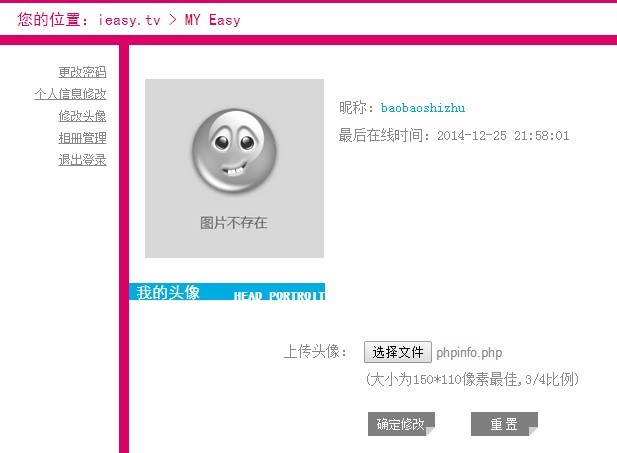 您的位置: ieasy.tv > MY Easy
更改密码
个人信息修改
修改头像
相册管理
退出登录
图片不存在
昵称: baobaoshizhu
最后在线时间: 2014-12-25 21:58:01
我的头像 HEAD PORTROIT
上传头像: 选择文件 phpinfo.php
(大小为150*110像素最佳,3/4比例)
确定修改 重 置